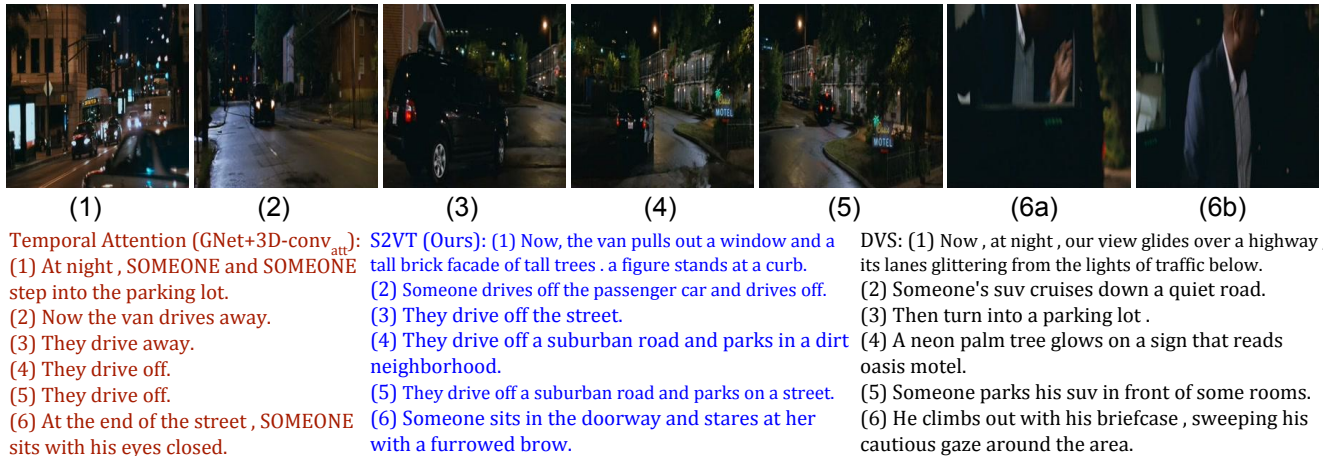 MOTEL
MOTEL
(1)
(2)
(3)
(4)
(5)
(6a)
(6b)
Temporal Attention (GNet+3D-conv_att):
(1) At night , SOMEONE and SOMEONE
step into the parking lot.
(2) Now the van drives away.
(3) They drive away.
(4) They drive off.
(5) They drive off.
(6) At the end of the street , SOMEONE
sits with his eyes closed.
S2VT (Ours): (1) Now, the van pulls out a window and a
tall brick facade of tall trees . a figure stands at a curb.
(2) Someone drives off the passenger car and drives off.
(3) They drive off the street.
(4) They drive off a suburban road and parks in a dirt
neighborhood.
(5) They drive off a suburban road and parks on a street.
(6) Someone sits in the doorway and stares at her
with a furrowed brow.
DVS: (1) Now , at night , our view glides over a highway ,
its lanes glittering from the lights of traffic below.
(2) Someone's suv cruises down a quiet road.
(3) Then turn into a parking lot .
(4) A neon palm tree glows on a sign that reads
oasis motel.
(5) Someone parks his suv in front of some rooms.
(6) He climbs out with his briefcase , sweeping his
cautious gaze around the area.